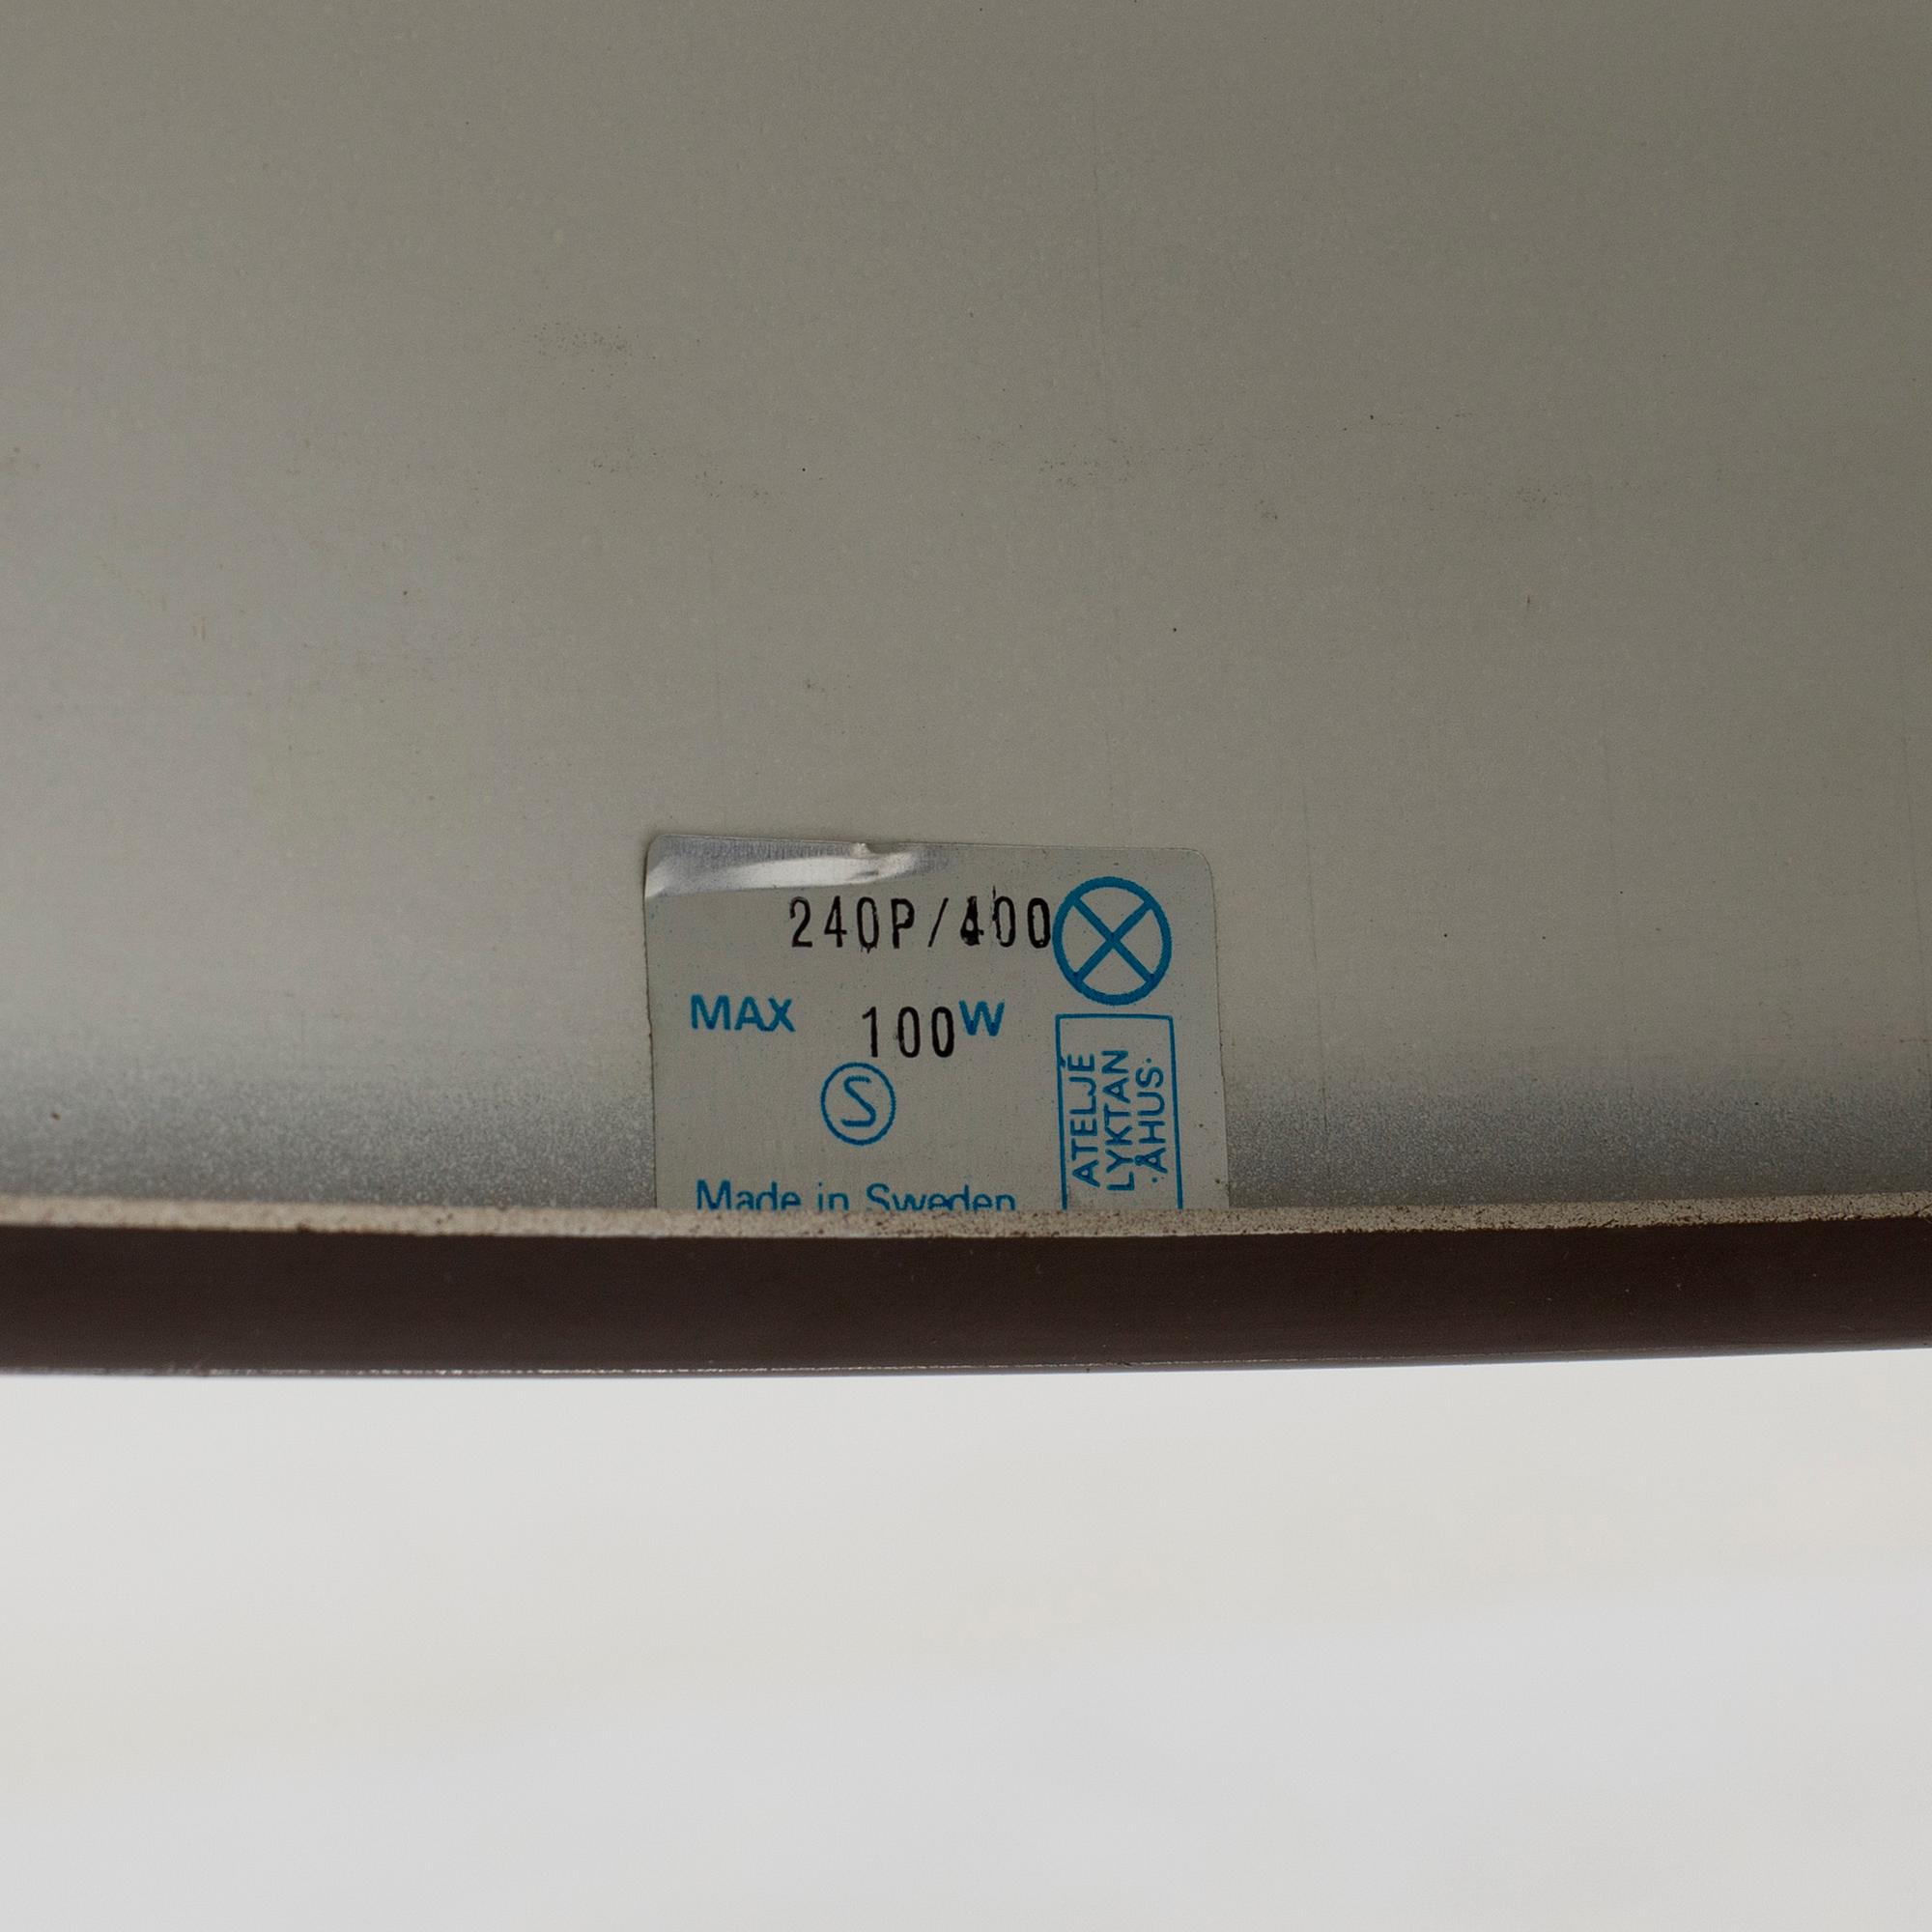 240P/400
MAX 100W
S
Made in Sweden
ATELJÉ
LYKTAN
·ÅHUS·